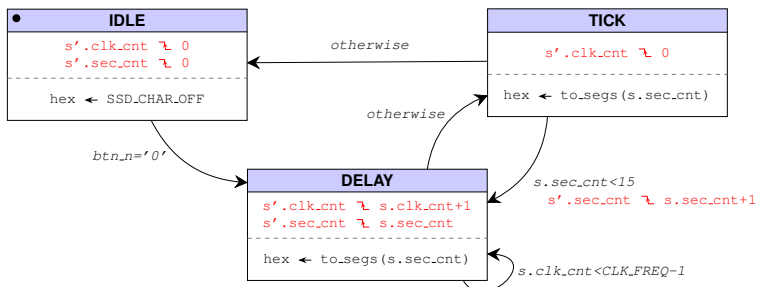 IDLE
s'.clk_cnt ↴ 0
s'.sec_cnt ↴ 0
hex ← SSD_CHAR_OFF
otherwise
TICK
s'.clk_cnt ↴ 0
hex ← to_segs(s.sec_cnt)
otherwise
btn_n='0'
DELAY
s'.clk_cnt ↴ s.clk_cnt+1
s'.sec_cnt ↴ s.sec_cnt
hex ← to_segs(s.sec_cnt)
s.sec_cnt<15
s'.sec_cnt ↴ s.sec_cnt+1
s.clk_cnt<CLK_FREQ-1